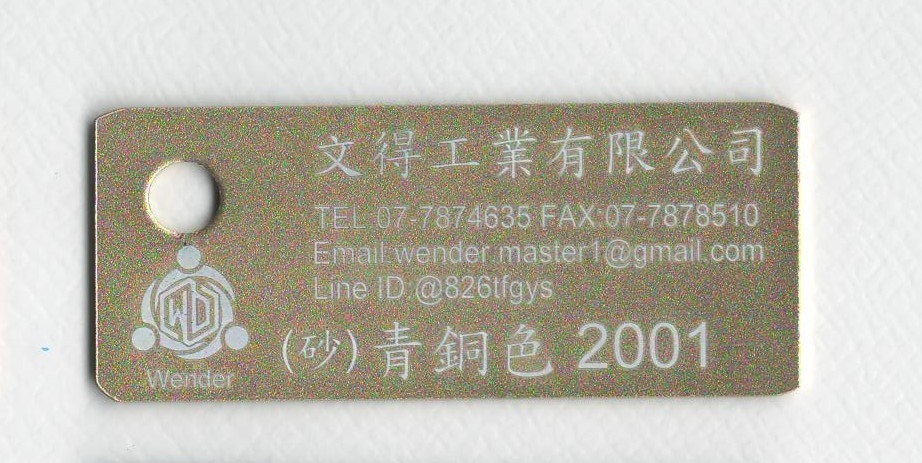 文得工業有限公司
TEL:07-7874635 FAX:07-7878510
Email:wender.master1@gmail.com
Line ID:@826tfgys
WD
Wender
(砂)青銅色 2001